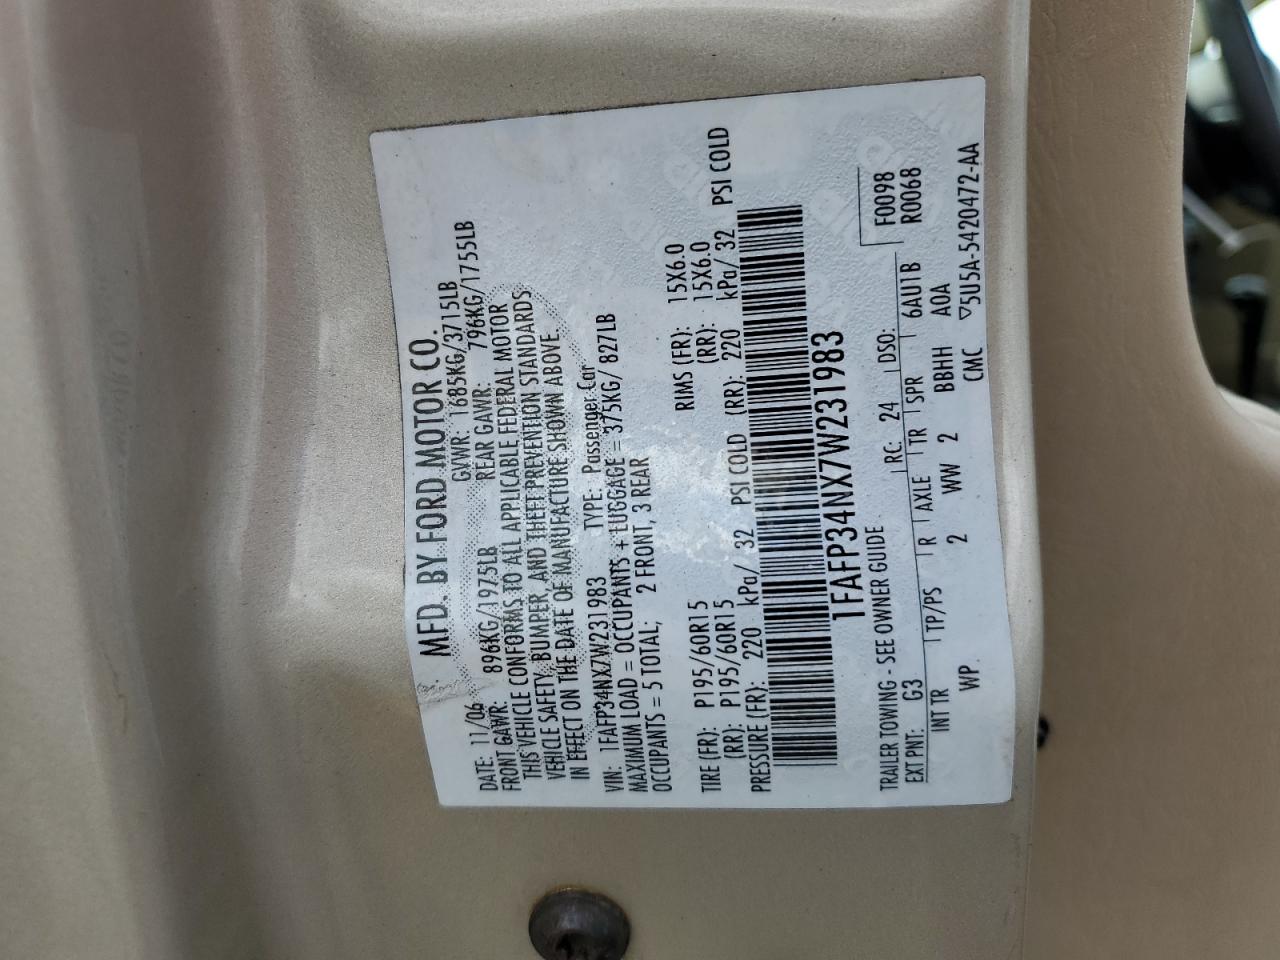 MFD. BY FORD MOTOR CO.
DATE: 11/06 GVWR: 1685KG/3715LB
FRONT GAWR: 896KG/1975LB REAR GAWR: 796KG/1755LB
THIS VEHICLE CONFORMS TO ALL APPLICABLE FEDERAL MOTOR
VEHICLE SAFETY, BUMPER, AND THEFT PREVENTION STANDARDS
IN EFFECT ON THE DATE OF MANUFACTURE SHOWN ABOVE.
VIN: 1FAFP34NX7W231983 TYPE: Passenger Car
MAXIMUM LOAD = OCCUPANTS + LUGGAGE = 375KG/ 827LB
OCCUPANTS = 5 TOTAL; 2 FRONT, 3 REAR
TIRE (FR): P195/60R15 RIMS (FR): 15X6.0
(RR): P195/60R15 (RR): 15X6.0
PRESSURE (FR): 220 kPa/ 32 PSI COLD (RR): 220 kPa/ 32 PSI COLD
1FAFP34NX7W231983
TRAILER TOWING - SEE OWNER GUIDE F0098
R0068
EXT PNT: G3 RC: 24 DSO:
INT TR TP/PS R AXLE TR SPR 6AU1B
WP 2 WW 2 BBHH A0A
CMC ▽5U5A-5420472-AA